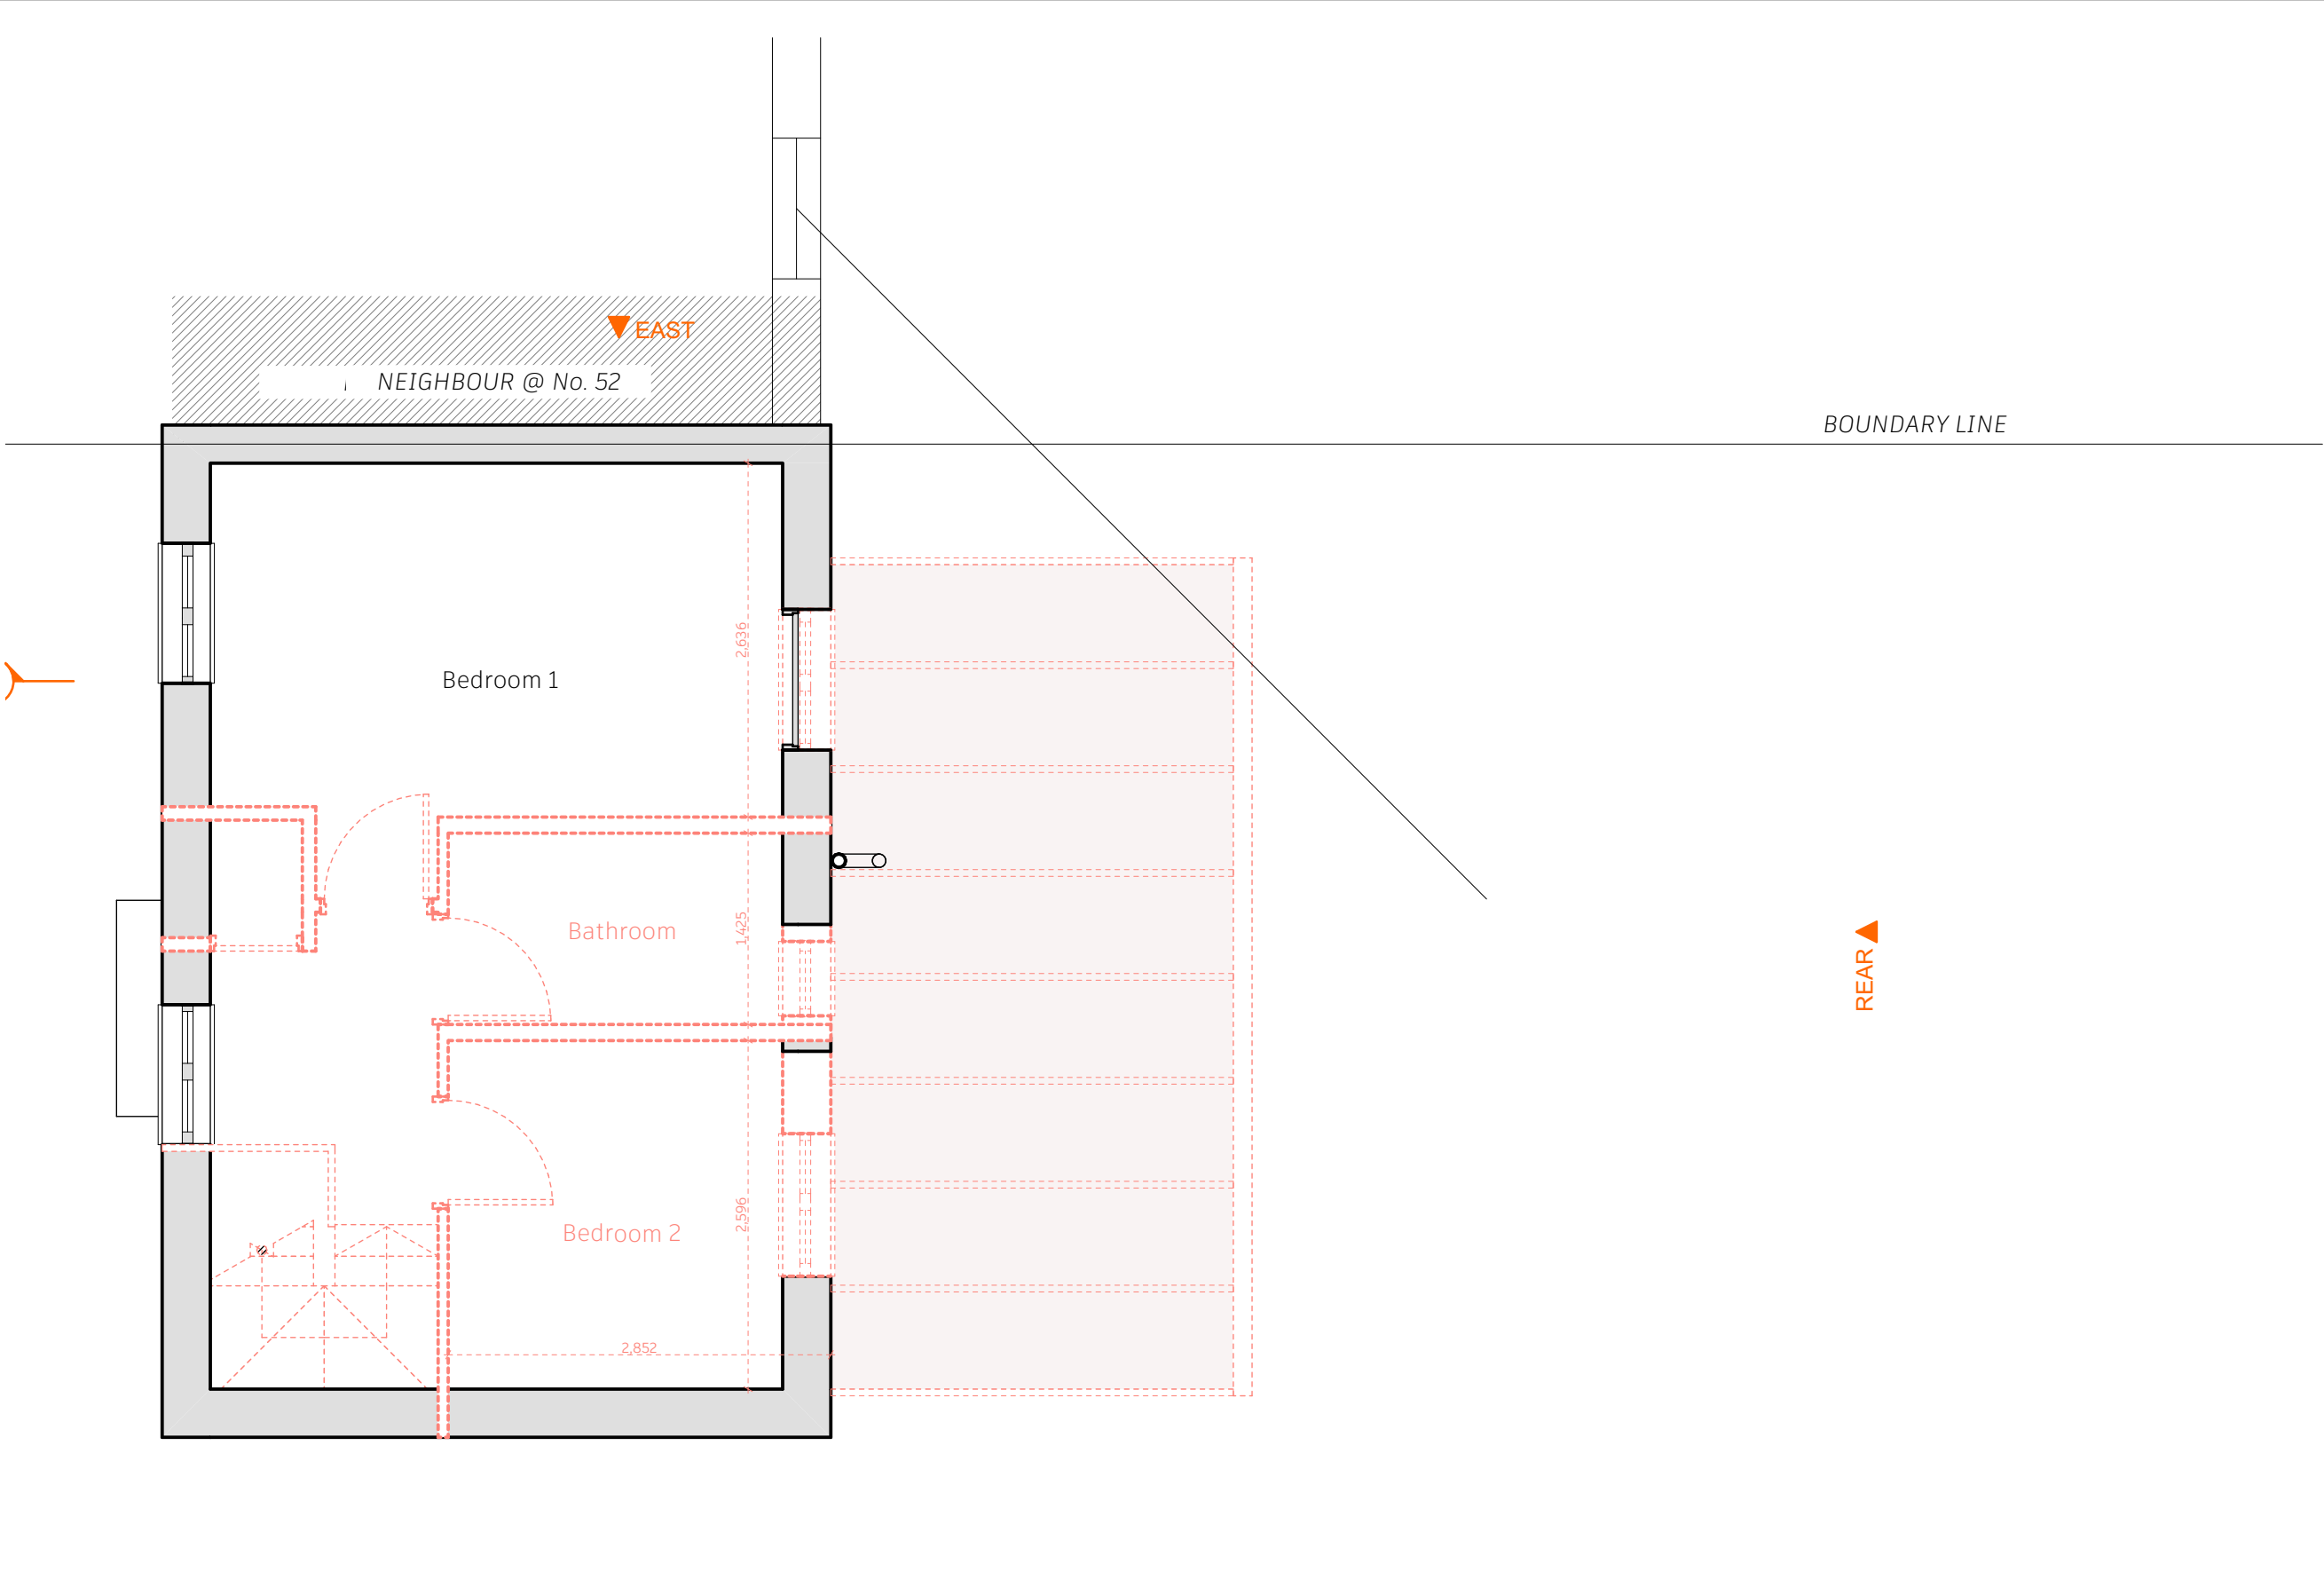 EAST
NEIGHBOUR @ No. 52
BOUNDARY LINE
2,636
Bedroom 1
Bathroom
1,425
REAR
2,596
Bedroom 2
2,852